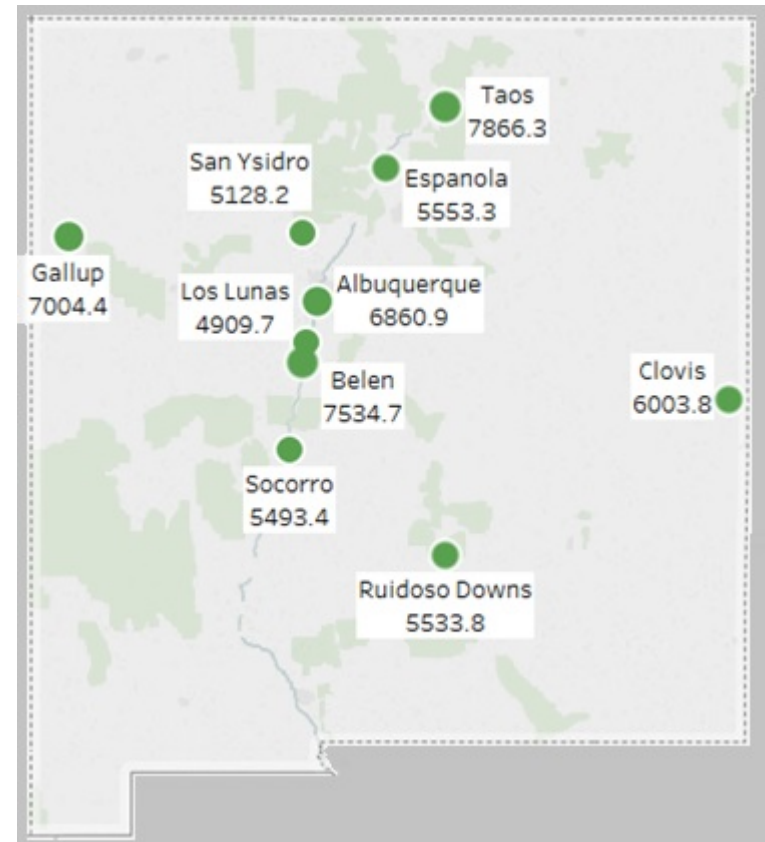 Taos
7866.3
San Ysidro
5128.2
Espanola
5553.3
Gallup
7004.4
Los Lunas
4909.7
Albuquerque
6860.9
Belen
7534.7
Clovis
6003.8
Socorro
5493.4
Ruidoso Downs
5533.8